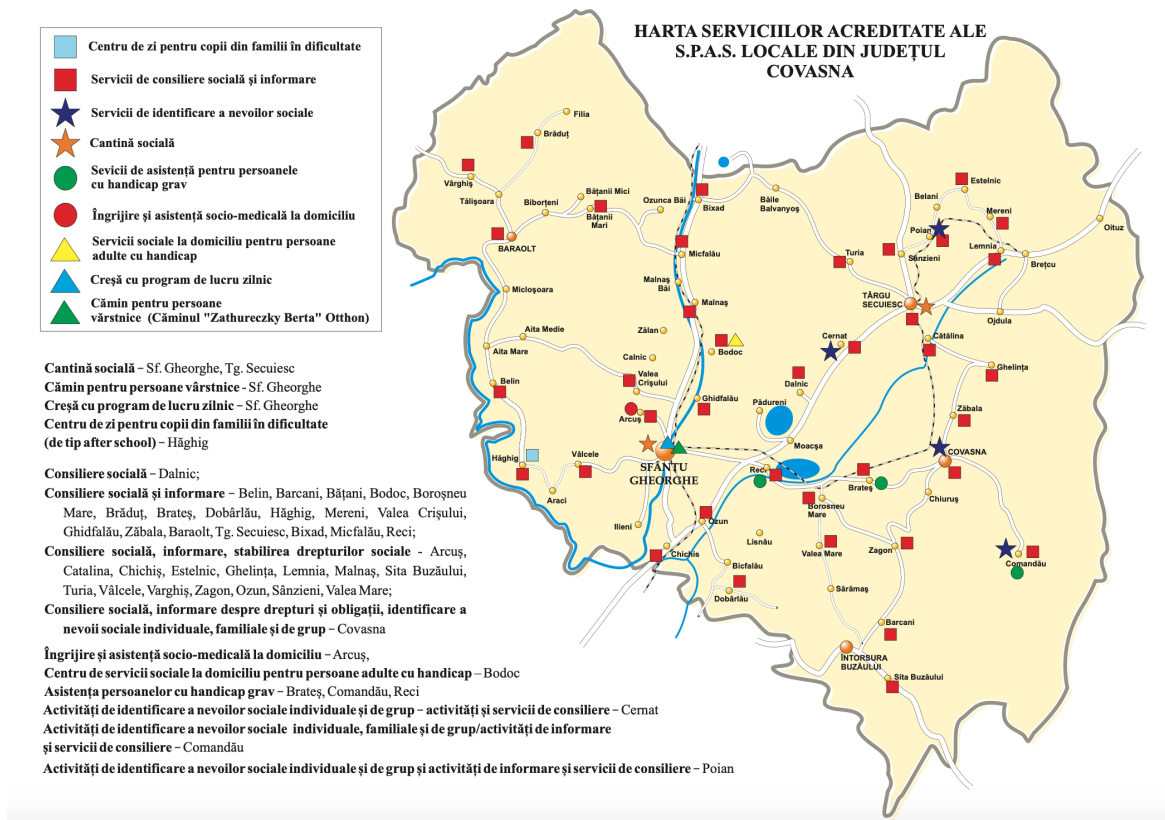 HARTA SERVICIILOR ACREDITATE ALE
S.P.A.S. LOCALE DIN JUDEȚUL
COVASNA
Centru de zi pentru copii din familii în dificultate
Servicii de consiliere socială și informare
Servicii de identificare a nevoilor sociale
Cantină socială
Sevicii de asistență pentru persoanele
cu handicap grav
Îngrijire și asistență socio-medicală la domiciliu
Servicii sociale la domiciliu pentru persoane
adulte cu handicap
Creșă cu program de lucru zilnic
Cămin pentru persoane
vărstnice (Căminul "Zathureczky Berta" Otthon)
Cantină socială – Sf. Gheorghe, Tg. Secuiesc
Cămin pentru persoane vârstnice - Sf. Gheorghe
Creșă cu program de lucru zilnic – Sf. Gheorghe
Centru de zi pentru copii din familii în dificultate
(de tip after school) – Hăghig
Consiliere socială – Dalnic;
Consiliere socială și informare – Belin, Barcani, Bățani, Bodoc, Boroșneu
Mare, Brăduț, Brateș, Dobârlău, Hăghig, Mereni, Valea Crișului,
Ghidfalău, Zăbala, Baraolt, Tg. Secuiesc, Bixad, Micfalău, Reci;
Consiliere socială, informare, stabilirea drepturilor sociale - Arcuș,
Catalina, Chichiș, Estelnic, Ghelința, Lemnia, Malnaș, Sita Buzăului,
Turia, Vâlcele, Varghiș, Zagon, Ozun, Sânzieni, Valea Mare;
Consiliere socială, informare despre drepturi și obligații, identificare a
nevoii sociale individuale, familiale și de grup – Covasna
Îngrijire și asistență socio-medicală la domiciliu – Arcuș,
Centru de servicii sociale la domiciliu pentru persoane adulte cu handicap – Bodoc
Asistența persoanelor cu handicap grav – Brateș, Comandău, Reci
Activități de identificare a nevoilor sociale individuale și de grup – activități și servicii de consiliere – Cernat
Activități de identificare a nevoilor sociale individuale, familiale și de grup/activități de informare
și servicii de consiliere – Comandău
Activități de identificare a nevoilor sociale individuale și de grup și activități de informare și servicii de consiliere – Poian
Filia
Brăduț
Vârghiș
Tălișoara
Bățanii Mici
Biborțeni
Bățanii
Mari
Ozunca Băi
Bixad
Băile
Balvanyoș
BARAOLT
Micfalău
Turia
Estelnic
Belani
Mereni
Poian
Oituz
Sânzieni
Lemnia
Brețcu
Micloșoara
Malnaș
Băi
Malnaș
TÂRGU
SECUIESC
Ojdula
Aita Medie
Zălan
Aita Mare
Calnic
Bodoc
Cernat
Cătălina
Ghelința
Valea
Crișului
Dalnic
Belin
Ghidfalău
Arcuș
Pădureni
Zăbala
Moacșa
Hăghig
Vâlcele
SFÂNTU
GHEORGHE
Reci
COVASNA
Brateș
Araci
Boroșneu
Mare
Chiuruș
Ilieni
Ozun
Lisnău
Valea Mare
Zagon
Chichis
Bicfalău
Comandău
Dobârlău
Sărămaș
Barcani
ÎNTORSURA
BUZĂULUI
Sita Buzăului